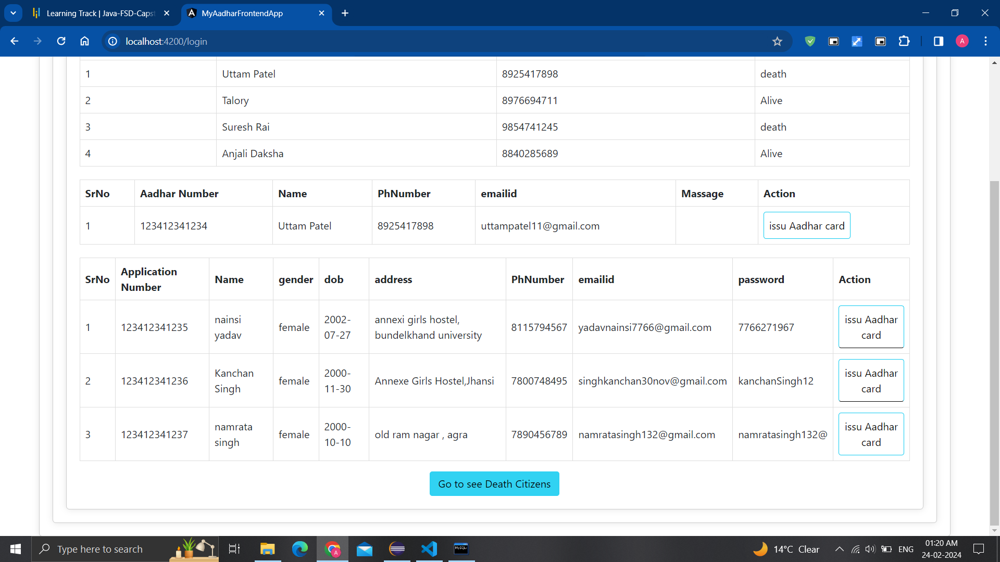 Learning Track | Java-FSD-Capst
MyAadharFrontendApp
localhost:4200/login
A
1 Uttam Patel 8925417898 death
2 Talory 8976694711 Alive
3 Suresh Rai 9854741245 death
4 Anjali Daksha 8840285689 Alive
SrNo Aadhar Number Name PhNumber emailid Massage Action
1 123412341234 Uttam Patel 8925417898 uttampatel11@gmail.com issu Aadhar card
SrNo Application Number Name gender dob address PhNumber emailid password Action
1 123412341235 nainsi yadav female 2002-07-27 annexi girls hostel, bundelkhand university 8115794567 yadavnainsi7766@gmail.com 7766271967 issu Aadhar card
2 123412341236 Kanchan Singh female 2000-11-30 Annexe Girls Hostel,Jhansi 7800748495 singhkanchan30nov@gmail.com kanchanSingh12 issu Aadhar card
3 123412341237 namrata singh female 2000-10-10 old ram nagar , agra 7890456789 namratasingh132@gmail.com namratasingh132@ issu Aadhar card
Go to see Death Citizens
Type here to search
A
MySQL
14°C Clear
ENG
01:20 AM
24-02-2024